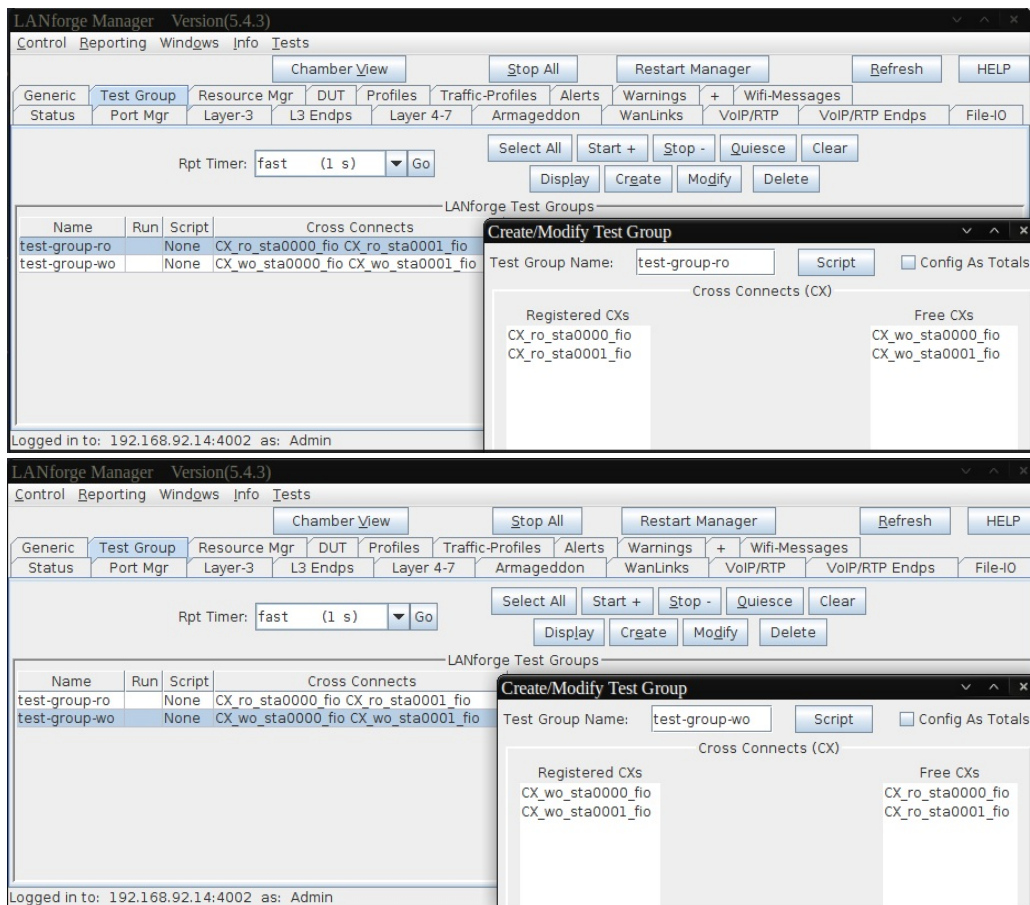 LANforge Manager Version(5.4.3)
Control Reporting Windows Info Tests
Chamber View Stop All Restart Manager Refresh HELP
Generic Test Group Resource Mgr DUT Profiles Traffic-Profiles Alerts Warnings + Wifi-Messages
Status Port Mgr Layer-3 L3 Endps Layer 4-7 Armageddon WanLinks VoIP/RTP VoIP/RTP Endps File-IO
Rpt Timer: fast (1 s) Go Select All Start + Stop - Quiesce Clear
Display Create Modify Delete
LANforge Test Groups
Name Run Script Cross Connects
test-group-ro None CX_ro_sta0000_fio CX_ro_sta0001_fio
test-group-wo None CX_wo_sta0000_fio CX_wo_sta0001_fio
Create/Modify Test Group
Test Group Name: test-group-ro Script Config As Totals
Cross Connects (CX)
Registered CXs Free CXs
CX_ro_sta0000_fio CX_wo_sta0000_fio
CX_ro_sta0001_fio CX_wo_sta0001_fio
Logged in to: 192.168.92.14:4002 as: Admin
LANforge Manager Version(5.4.3)
Control Reporting Windows Info Tests
Chamber View Stop All Restart Manager Refresh HELP
Generic Test Group Resource Mgr DUT Profiles Traffic-Profiles Alerts Warnings + Wifi-Messages
Status Port Mgr Layer-3 L3 Endps Layer 4-7 Armageddon WanLinks VoIP/RTP VoIP/RTP Endps File-IO
Rpt Timer: fast (1 s) Go Select All Start + Stop - Quiesce Clear
Display Create Modify Delete
LANforge Test Groups
Name Run Script Cross Connects
test-group-ro None CX_ro_sta0000_fio CX_ro_sta0001_fio
test-group-wo None CX_wo_sta0000_fio CX_wo_sta0001_fio
Create/Modify Test Group
Test Group Name: test-group-wo Script Config As Totals
Cross Connects (CX)
Registered CXs Free CXs
CX_wo_sta0000_fio CX_ro_sta0000_fio
CX_wo_sta0001_fio CX_ro_sta0001_fio
Logged in to: 192.168.92.14:4002 as: Admin